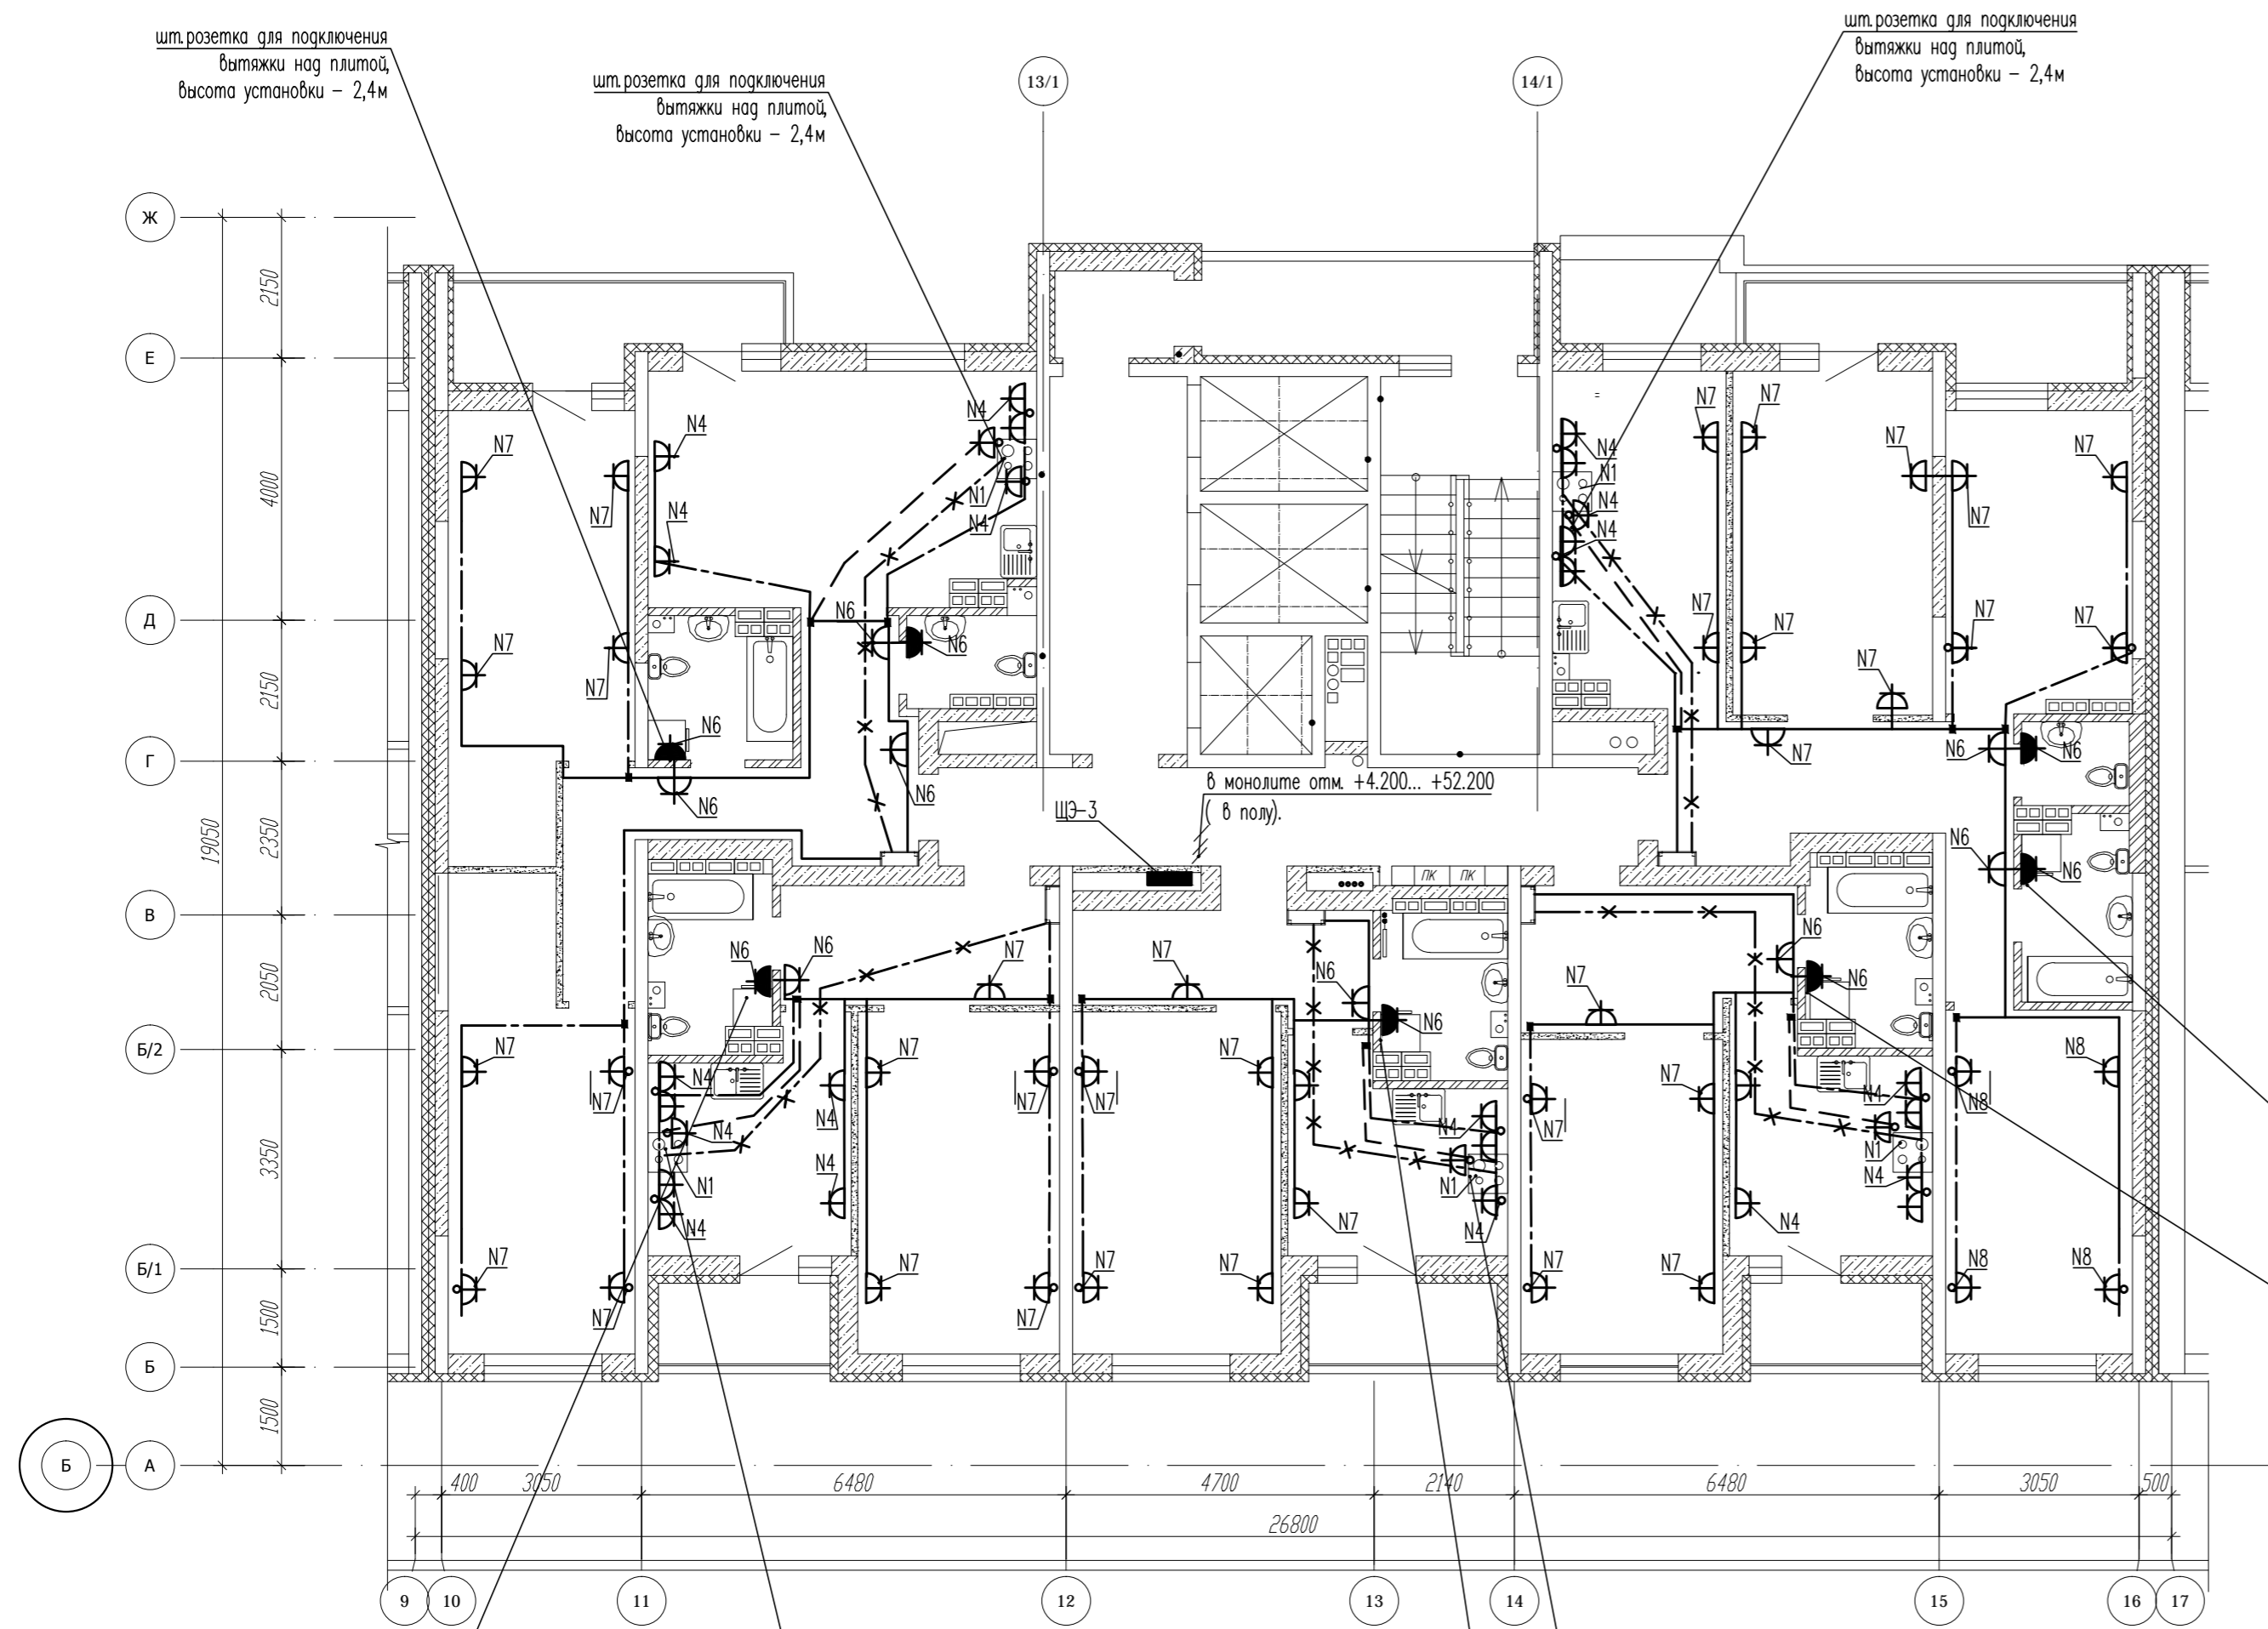 шт.розетка для подключения
вытяжки над плитой,
высота установки – 2,4м
шт.розетка для подключения
вытяжки над плитой,
высота установки – 2,4м
шт.розетка для подключения
вытяжки над плитой,
высота установки – 2,4м
13/1
14/1
Ж
Е
Д
Г
В
Б/2
Б/1
Б
А
Б
2150
4000
2150
2350
2050
3350
1500
1500
19050
N7
N7
N4
N4
N1
N4
N4
N1
N4
N4
N7
N7
N7
N7
N7
N7
N7
N4
N7
N7
N6
N6
N7
N7
N7
N7
N7
N7
N6
N6
N6
N6
N6
N6
в монолите отм. +4.200... +52.200
( в полу).
ЩЭ–3
ПК
ПК
N6
N6
N6
N6
N7
N7
N6
N6
N7
N6
N6
N7
N7
N4
N4
N4
N7
N7
N7
N7
N7
N4
N6
N7
N7
N7
N4
N8
N8
N4
N1
N4
N7
N7
N7
N7
N7
N7
N7
N1
N4
N7
N7
N4
N1
N4
N8
N8
400
3050
6480
4700
2140
6480
3050
500
26800
9
10
11
12
13
14
15
16
17